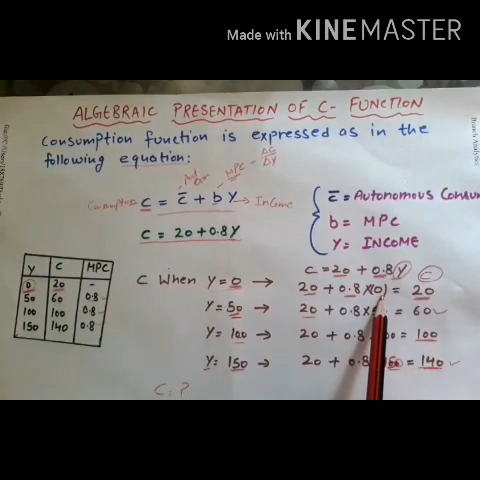 Made with KINEMASTER
ALGEBRAIC PRESENTATION OF C- FUNCTION
Consumption function is expressed as in the
following equation:
MPC = ΔC/ΔY
Consumption C = c̄ + b Y → Income
C = 20 + 0.8Y
c̄ = Autonomous Consum
b = MPC
Y = INCOME
Y C MPC
0 20 -
50 60 0.8
100 100 0.8
150 140 0.8
C = 20 + 0.8 Y C
C When Y = 0 → 20 + 0.8×0) = 20
Y = 50 → 20 + 0.8× = 60
Y = 100 → 20 + 0.8 = 100
Y = 150 → 20 + 0.8 = 140
C = ?
Branch Analysis